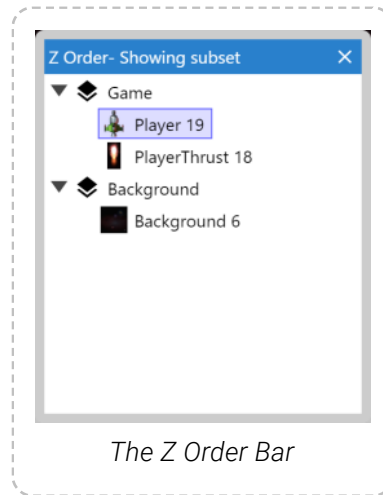 Z Order- Showing subset
Game
Player 19
PlayerThrust 18
Background
Background 6
The Z Order Bar